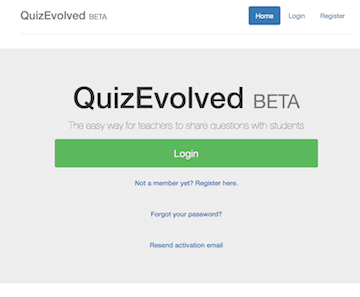 QuizEvolved BETA
Home Login Register
QuizEvolved BETA
The easy way for teachers to share questions with students
Login
Not a member yet? Register here.
Forgot your password?
Resend activation email